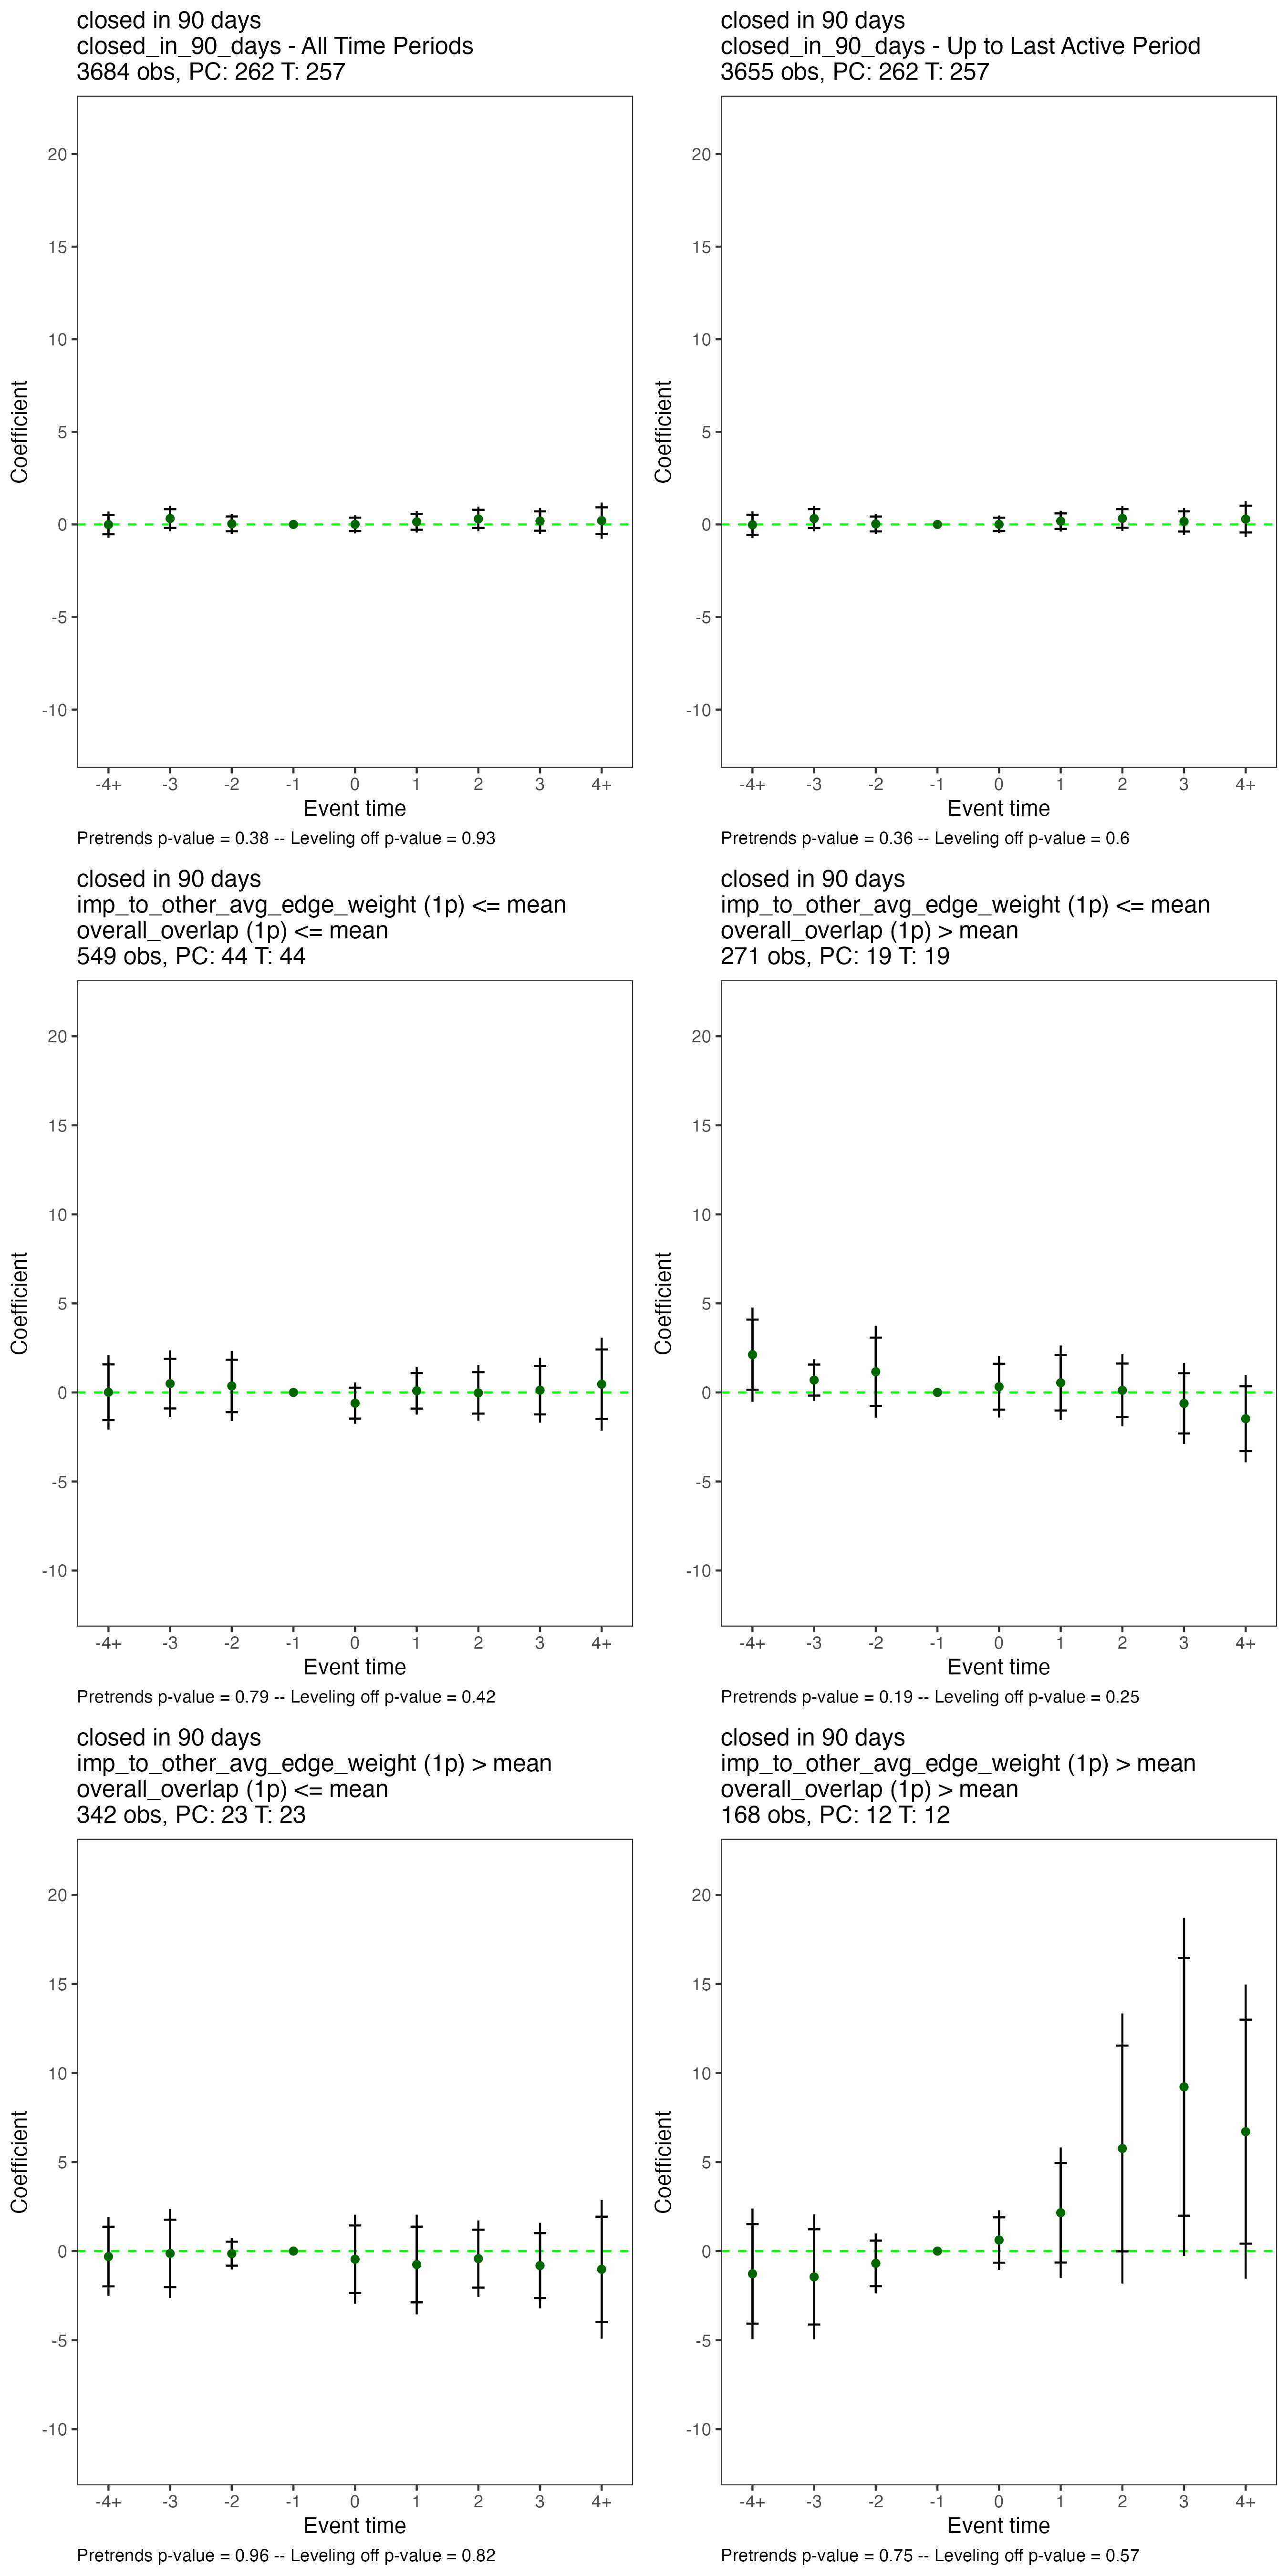 closed in 90 days
closed_in_90_days - All Time Periods
3684 obs, PC: 262 T: 257
20
15
10
5
0
-5
-10
Coefficient
-4+ -3 -2 -1 0 1 2 3 4+
Event time
Pretrends p-value = 0.38 -- Leveling off p-value = 0.93
closed in 90 days
closed_in_90_days - Up to Last Active Period
3655 obs, PC: 262 T: 257
20
15
10
5
0
-5
-10
Coefficient
-4+ -3 -2 -1 0 1 2 3 4+
Event time
Pretrends p-value = 0.36 -- Leveling off p-value = 0.6
closed in 90 days
imp_to_other_avg_edge_weight (1p) <= mean
overall_overlap (1p) <= mean
549 obs, PC: 44 T: 44
20
15
10
5
0
-5
-10
Coefficient
-4+ -3 -2 -1 0 1 2 3 4+
Event time
Pretrends p-value = 0.79 -- Leveling off p-value = 0.42
closed in 90 days
imp_to_other_avg_edge_weight (1p) <= mean
overall_overlap (1p) > mean
271 obs, PC: 19 T: 19
20
15
10
5
0
-5
-10
Coefficient
-4+ -3 -2 -1 0 1 2 3 4+
Event time
Pretrends p-value = 0.19 -- Leveling off p-value = 0.25
closed in 90 days
imp_to_other_avg_edge_weight (1p) > mean
overall_overlap (1p) <= mean
342 obs, PC: 23 T: 23
20
15
10
5
0
-5
-10
Coefficient
-4+ -3 -2 -1 0 1 2 3 4+
Event time
Pretrends p-value = 0.96 -- Leveling off p-value = 0.82
closed in 90 days
imp_to_other_avg_edge_weight (1p) > mean
overall_overlap (1p) > mean
168 obs, PC: 12 T: 12
20
15
10
5
0
-5
-10
Coefficient
-4+ -3 -2 -1 0 1 2 3 4+
Event time
Pretrends p-value = 0.75 -- Leveling off p-value = 0.57